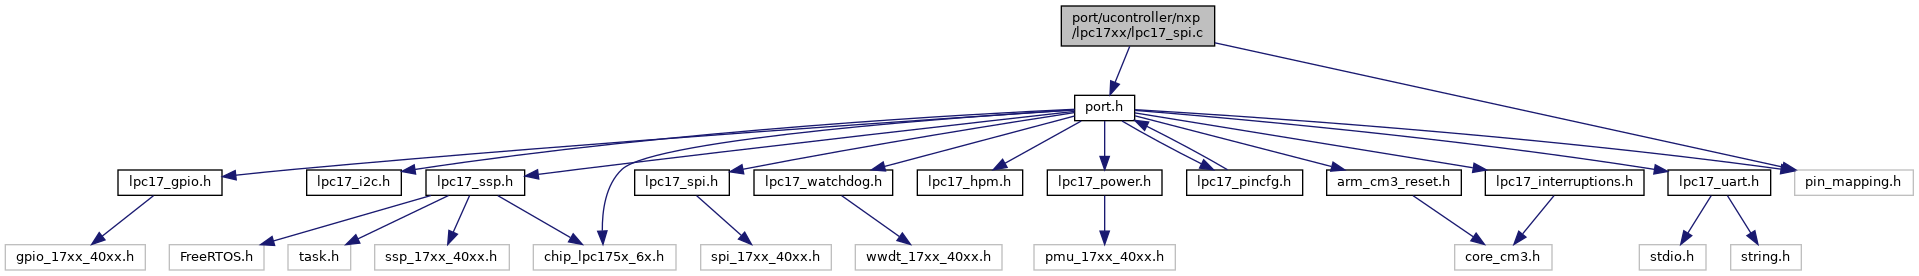 port/ucontroller/nxp
/lpc17xx/lpc17_spi.c
port.h
lpc17_gpio.h
lpc17_i2c.h
lpc17_ssp.h
lpc17_spi.h
lpc17_watchdog.h
lpc17_hpm.h
lpc17_power.h
lpc17_pincfg.h
arm_cm3_reset.h
lpc17_interruptions.h
lpc17_uart.h
pin_mapping.h
gpio_17xx_40xx.h
FreeRTOS.h
task.h
ssp_17xx_40xx.h
chip_lpc175x_6x.h
spi_17xx_40xx.h
wwdt_17xx_40xx.h
pmu_17xx_40xx.h
core_cm3.h
stdio.h
string.h